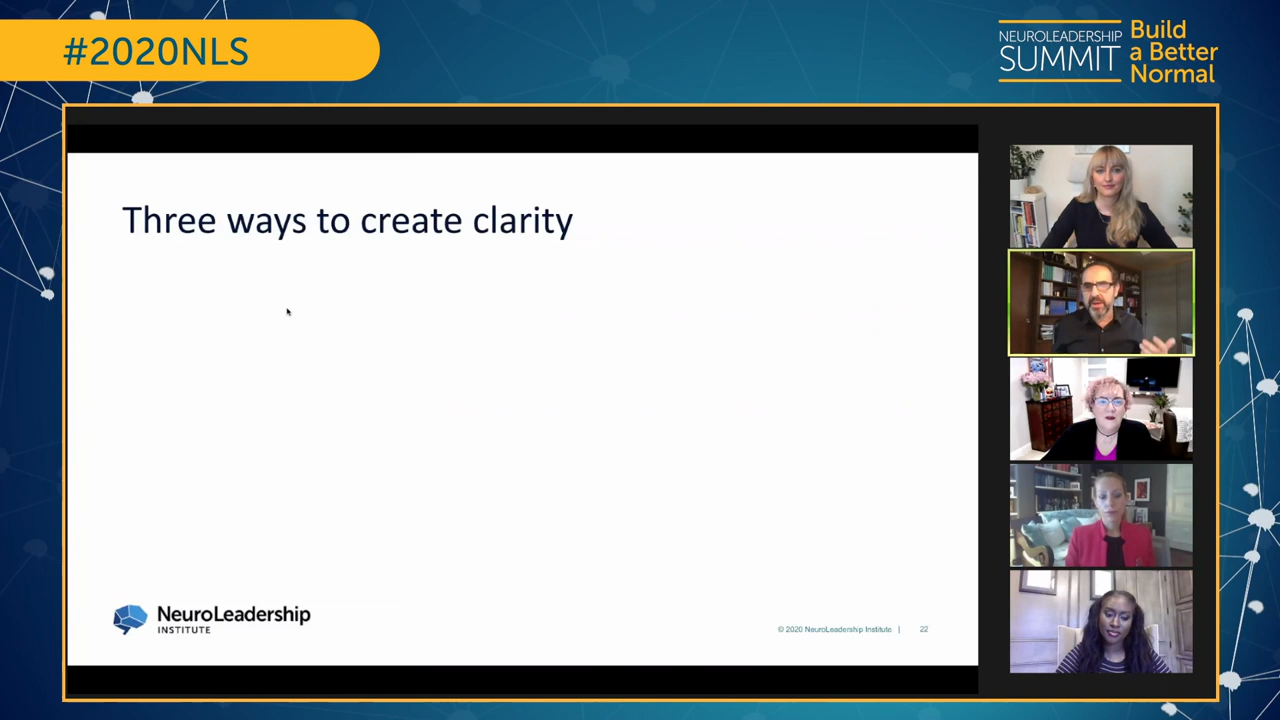 #2020NLS
NEUROLEADERSHIP
SUMMIT
Build
a Better
Normal
Three ways to create clarity
NeuroLeadership
INSTITUTE
© 2020 NeuroLeadership Institute |
22